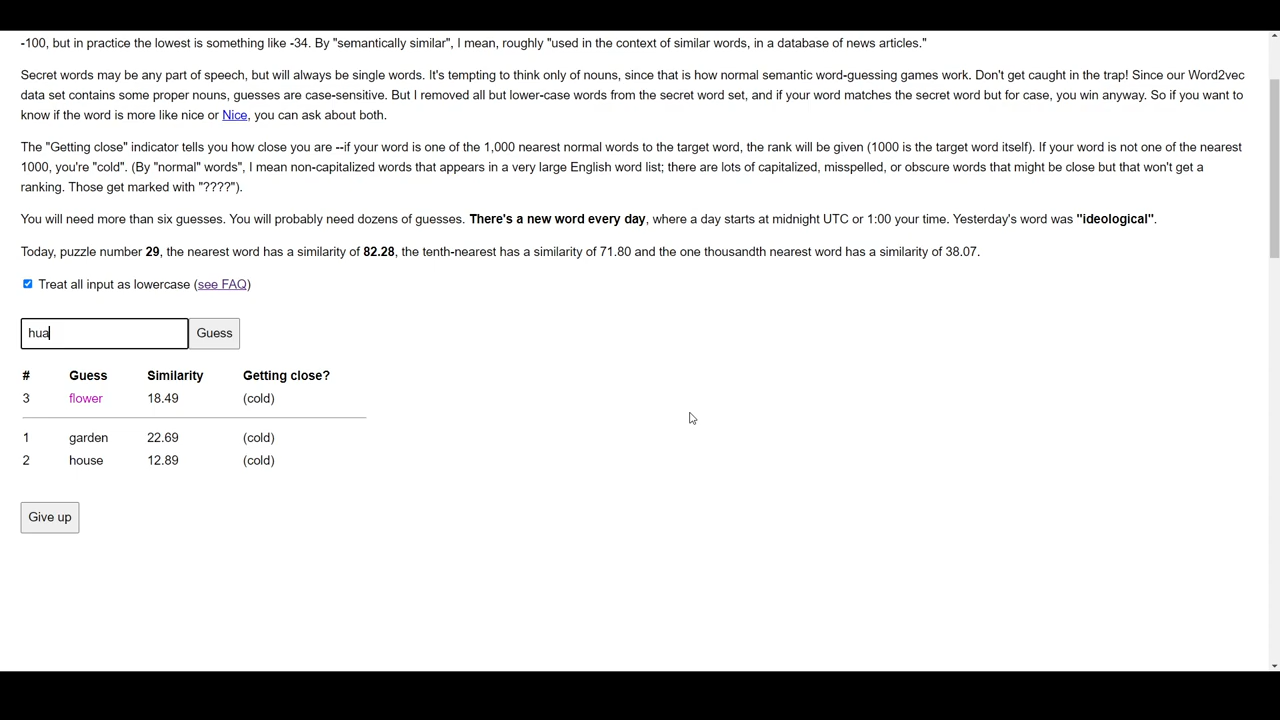 -100, but in practice the lowest is something like -34. By "semantically similar", I mean, roughly "used in the context of similar words, in a database of news articles."
Secret words may be any part of speech, but will always be single words. It's tempting to think only of nouns, since that is how normal semantic word-guessing games work. Don't get caught in the trap! Since our Word2vec
data set contains some proper nouns, guesses are case-sensitive. But I removed all but lower-case words from the secret word set, and if your word matches the secret word but for case, you win anyway. So if you want to
know if the word is more like nice or Nice, you can ask about both.
The "Getting close" indicator tells you how close you are --if your word is one of the 1,000 nearest normal words to the target word, the rank will be given (1000 is the target word itself). If your word is not one of the nearest
1000, you're "cold". (By "normal" words", I mean non-capitalized words that appears in a very large English word list; there are lots of capitalized, misspelled, or obscure words that might be close but that won't get a
ranking. Those get marked with "????").
You will need more than six guesses. You will probably need dozens of guesses. There's a new word every day, where a day starts at midnight UTC or 1:00 your time. Yesterday's word was "ideological".
Today, puzzle number 29, the nearest word has a similarity of 82.28, the tenth-nearest has a similarity of 71.80 and the one thousandth nearest word has a similarity of 38.07.
Treat all input as lowercase (see FAQ)
hua Guess
# Guess Similarity Getting close?
3 flower 18.49 (cold)
1 garden 22.69 (cold)
2 house 12.89 (cold)
Give up